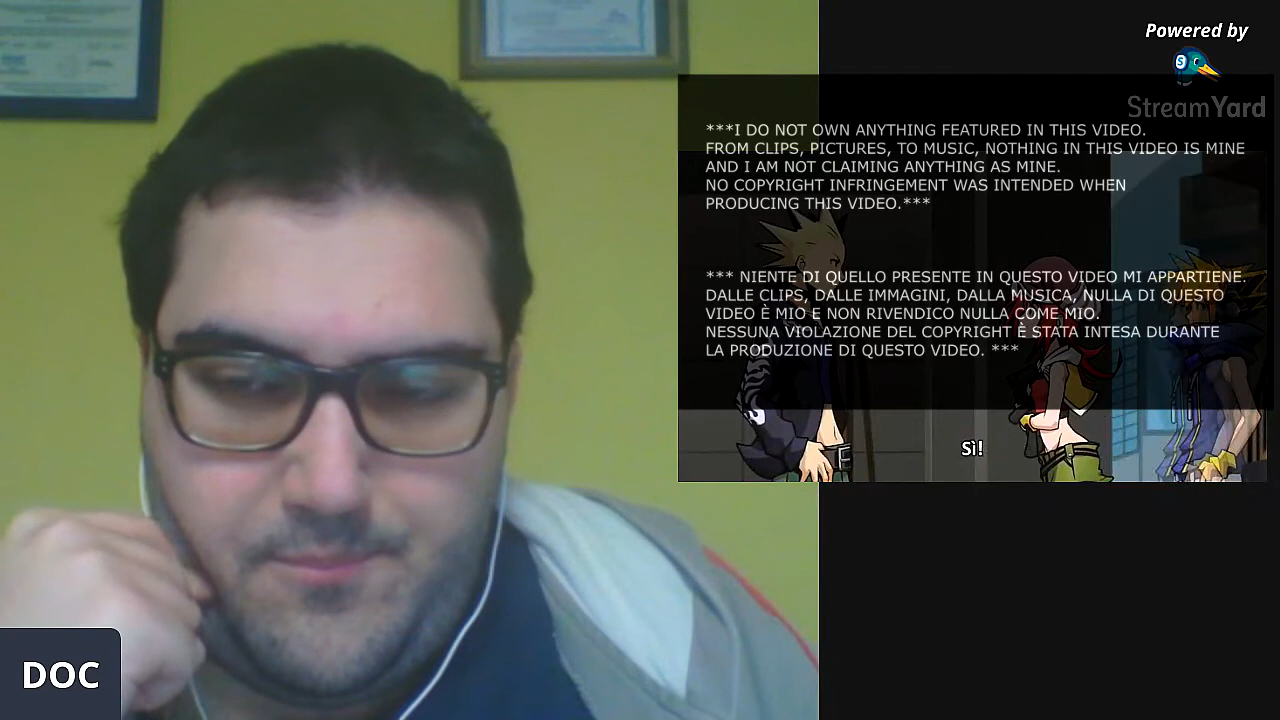 Powered by
StreamYard
***I DO NOT OWN ANYTHING FEATURED IN THIS VIDEO.
FROM CLIPS, PICTURES, TO MUSIC, NOTHING IN THIS VIDEO IS MINE
AND I AM NOT CLAIMING ANYTHING AS MINE.
NO COPYRIGHT INFRINGEMENT WAS INTENDED WHEN
PRODUCING THIS VIDEO.***
*** NIENTE DI QUELLO PRESENTE IN QUESTO VIDEO MI APPARTIENE.
DALLE CLIPS, DALLE IMMAGINI, DALLA MUSICA, NULLA DI QUESTO
VIDEO È MIO E NON RIVENDICO NULLA COME MIO.
NESSUNA VIOLAZIONE DEL COPYRIGHT È STATA INTESA DURANTE
LA PRODUZIONE DI QUESTO VIDEO. ***
Sì!
DOC